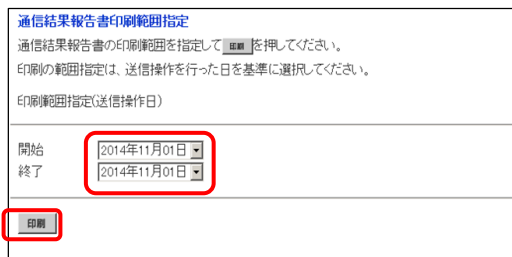 通信結果報告書印刷範囲指定
通信結果報告書の印刷範囲を指定して 印刷 を押してください。
印刷の範囲指定は、送信操作を行った日を基準に選択してください。
印刷範囲指定(送信操作日)
開始 2014年11月01日
終了 2014年11月01日
印刷